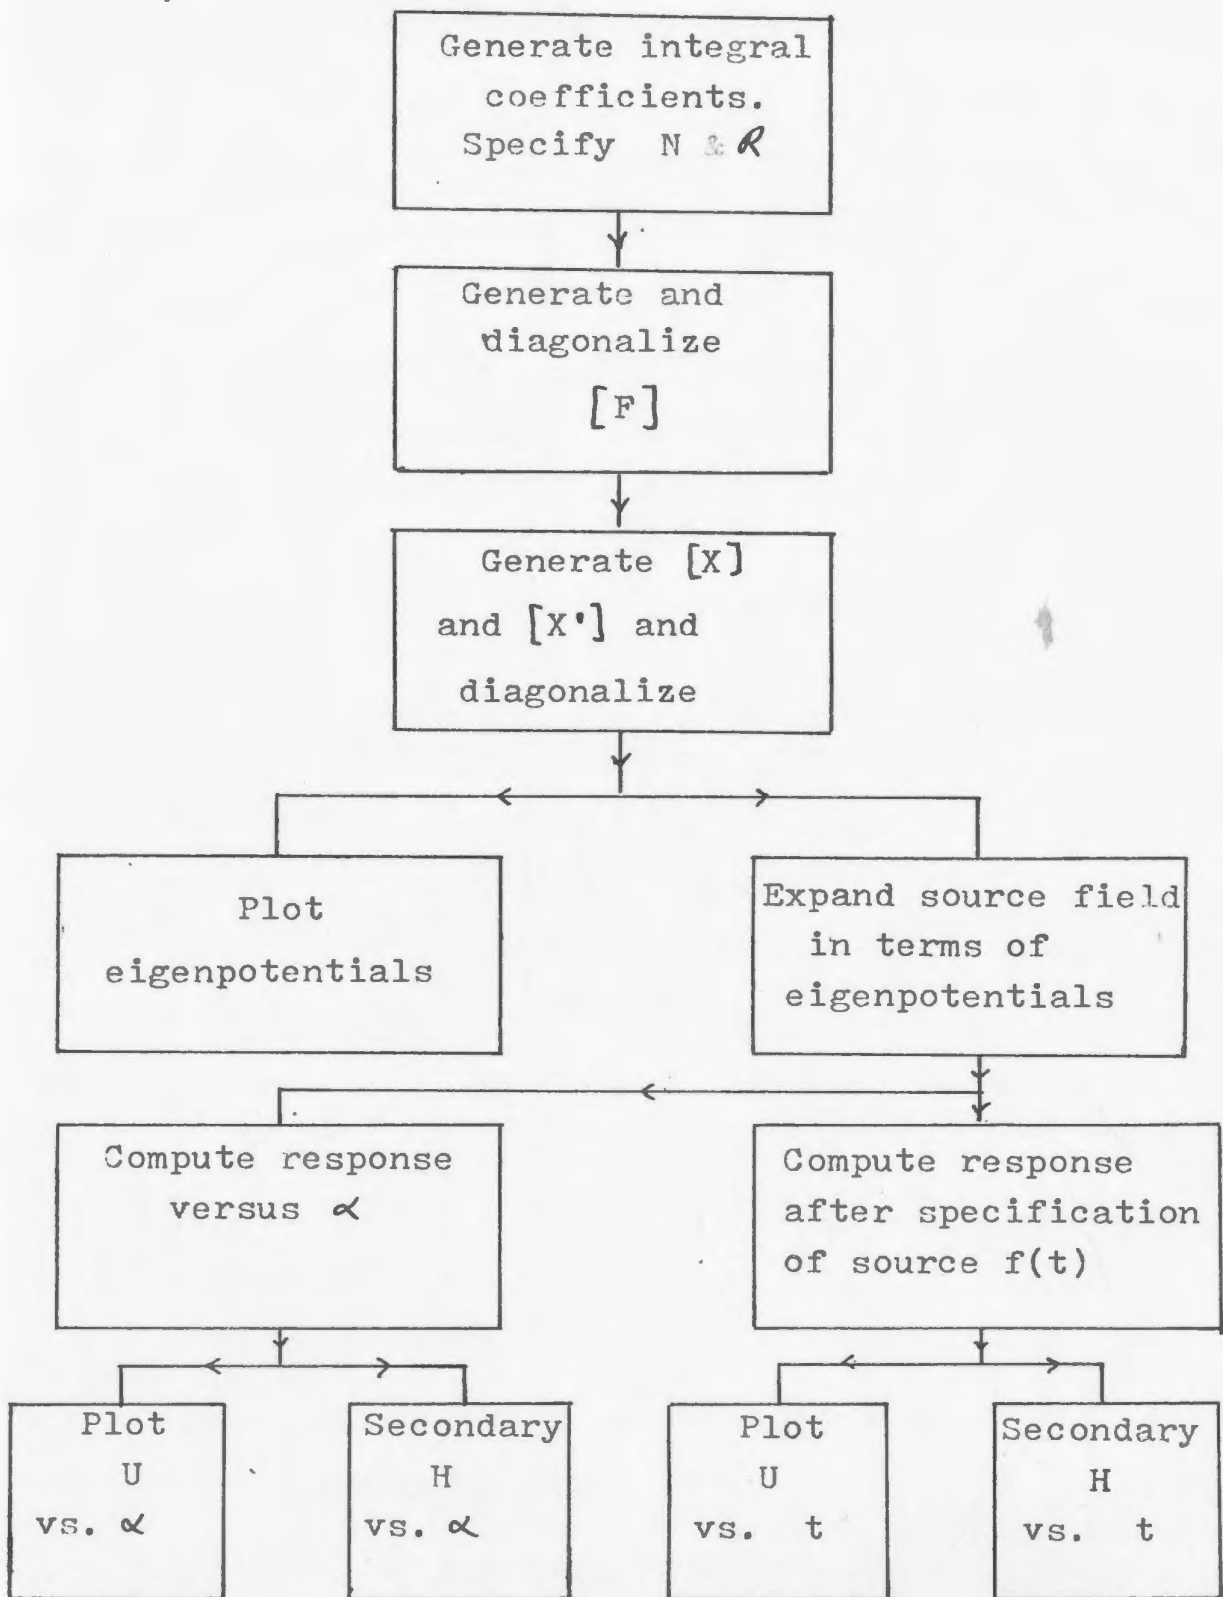 Generate integral
coefficients.
Specify N & R
Generate and
diagonalize
[F]
Generate [X]
and [X'] and
diagonalize
Plot
eigenpotentials
Expand source field
in terms of
eigenpotentials
Compute response
versus α
Compute response
after specification
of source f(t)
Plot
U
vs. α
Secondary
H
vs. α
Plot
U
vs. t
Secondary
H
vs. t